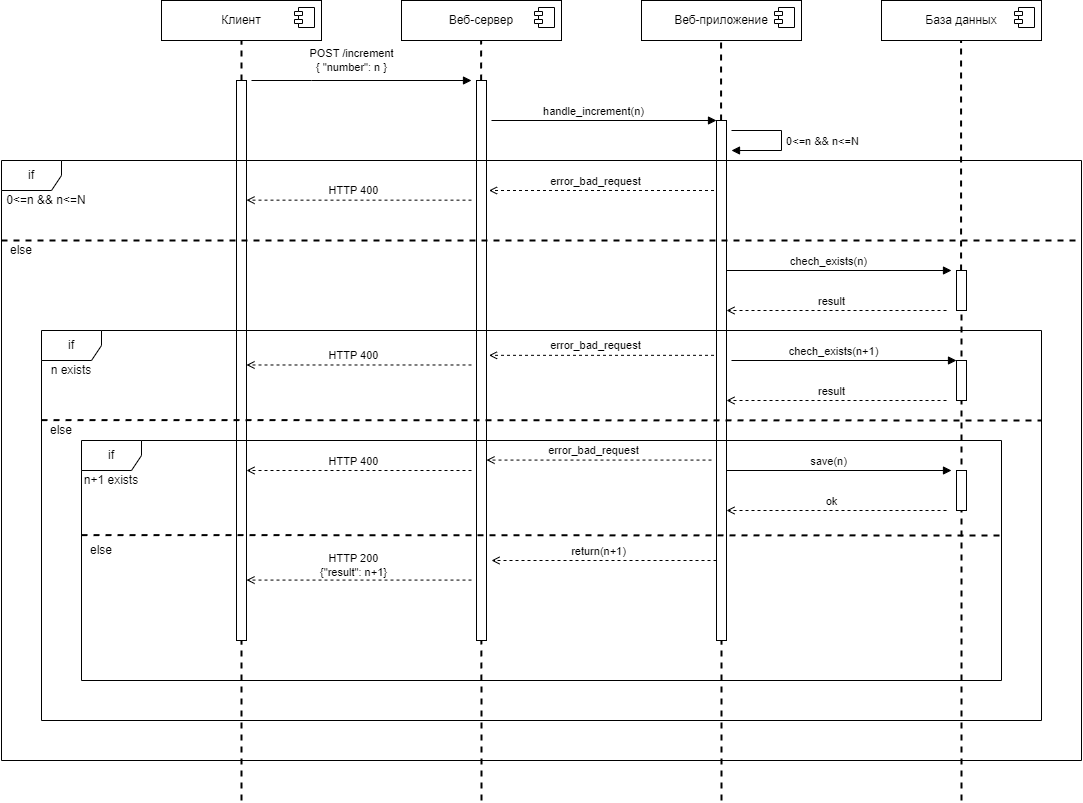 Клиент
Веб-сервер
Веб-приложение
База данных
POST /increment
{ "number": n }
handle_increment(n)
0<=n && n<=N
if
0<=n && n<=N
error_bad_request
HTTP 400
else
chech_exists(n)
result
if
n exists
error_bad_request
HTTP 400
chech_exists(n+1)
result
else
if
n+1 exists
error_bad_request
HTTP 400
save(n)
ok
else
return(n+1)
HTTP 200
{"result": n+1}